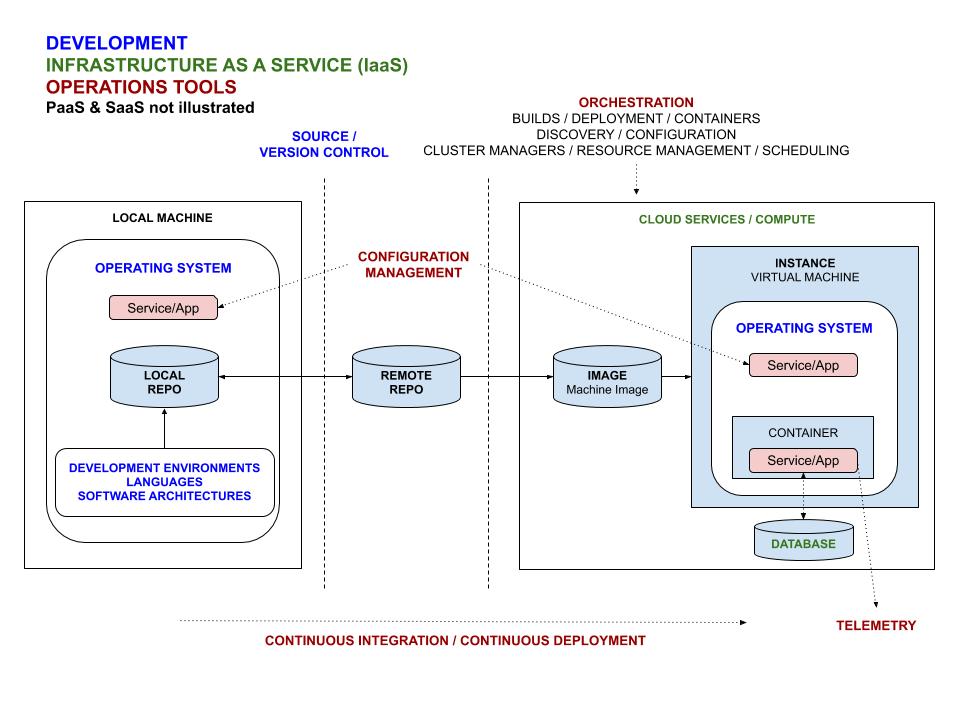 DEVELOPMENT
INFRASTRUCTURE AS A SERVICE (IaaS)
OPERATIONS TOOLS
PaaS & SaaS not illustrated
SOURCE /
VERSION CONTROL
ORCHESTRATION
BUILDS / DEPLOYMENT / CONTAINERS
DISCOVERY / CONFIGURATION
CLUSTER MANAGERS / RESOURCE MANAGEMENT / SCHEDULING
LOCAL MACHINE
OPERATING SYSTEM
Service/App
LOCAL
REPO
DEVELOPMENT ENVIRONMENTS
LANGUAGES
SOFTWARE ARCHITECTURES
CONFIGURATION
MANAGEMENT
REMOTE
REPO
CLOUD SERVICES / COMPUTE
IMAGE
Machine Image
INSTANCE
VIRTUAL MACHINE
OPERATING SYSTEM
Service/App
CONTAINER
Service/App
DATABASE
TELEMETRY
CONTINUOUS INTEGRATION / CONTINUOUS DEPLOYMENT